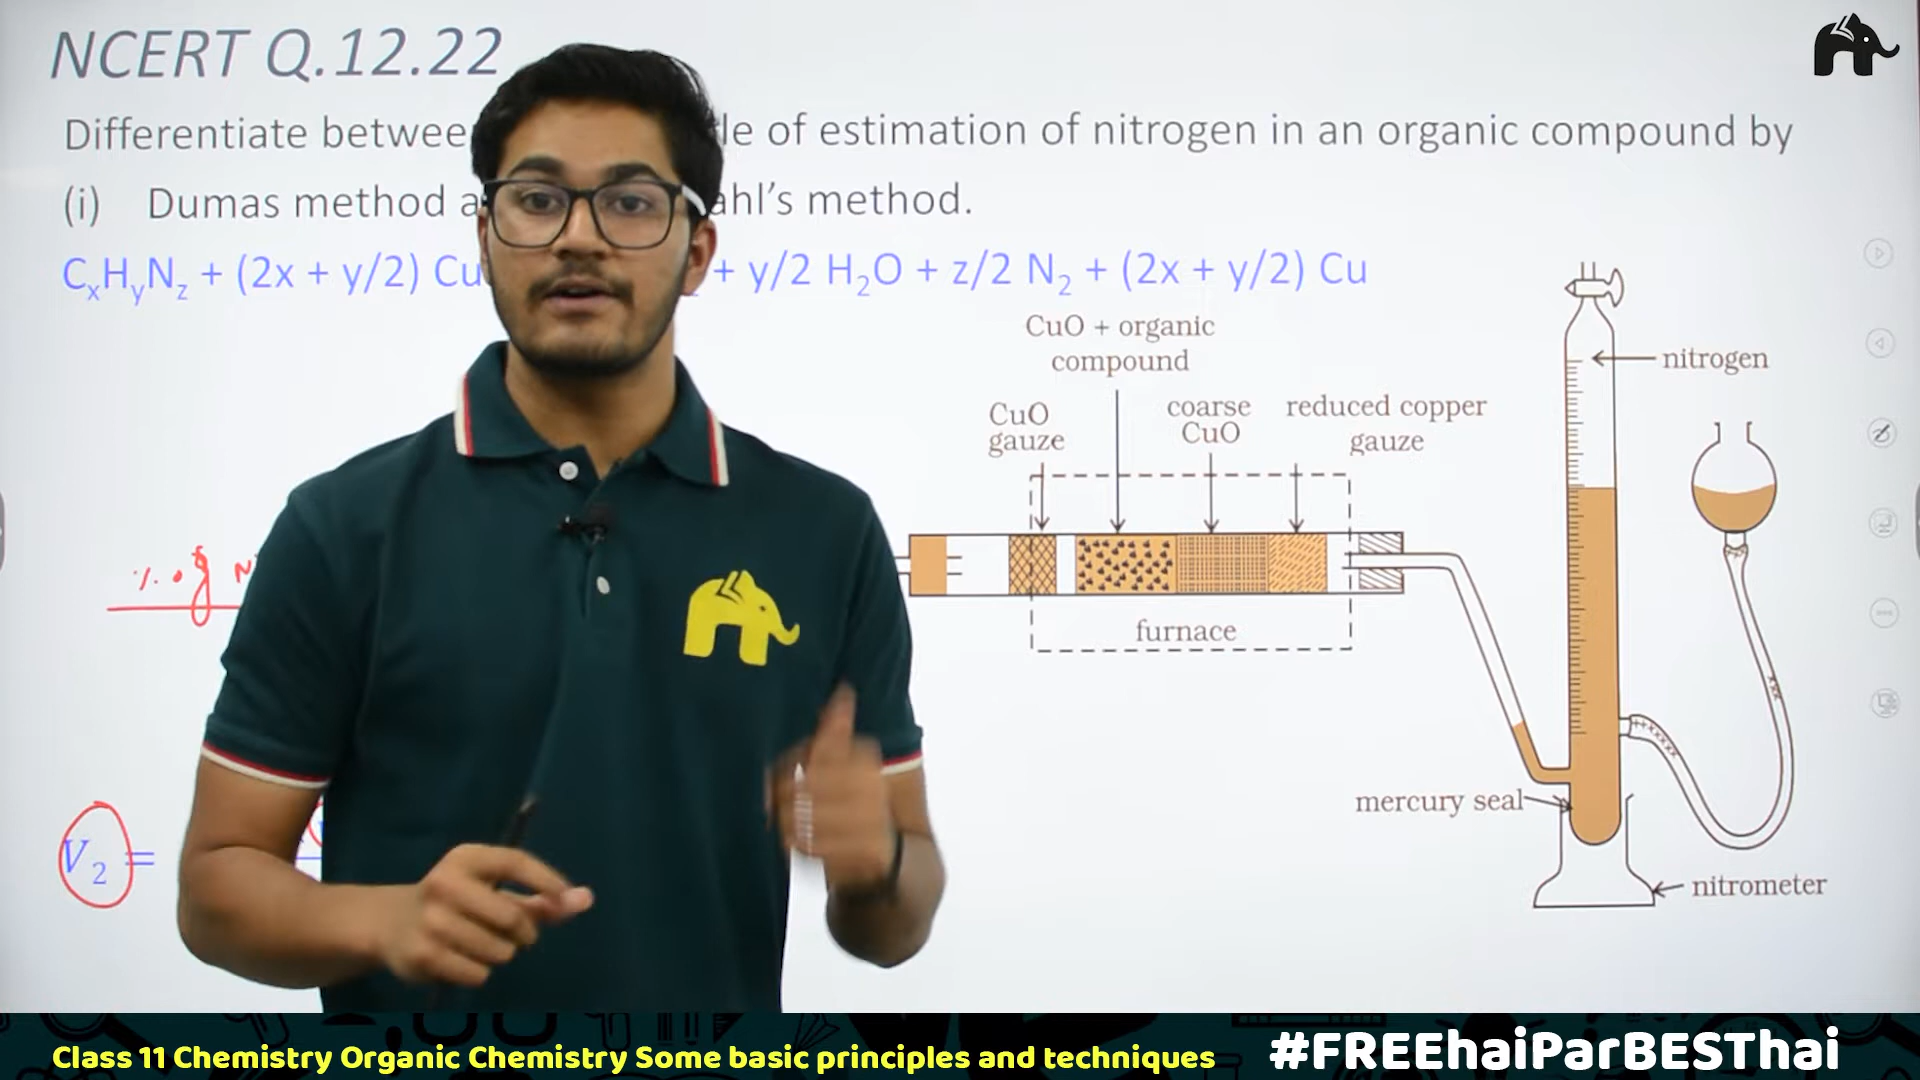 NCERT Q.12.22
Differentiate betwee le of estimation of nitrogen in an organic compound by
(i) Dumas method a ahl's method.
CₓHᵧN_z + (2x + y/2) Cu + y/2 H₂O + z/2 N₂ + (2x + y/2) Cu
CuO + organic
compound
CuO
gauze
coarse
CuO
reduced copper
gauze
nitrogen
% of N
furnace
mercury seal
V₂ =
nitrometer
Class 11 Chemistry Organic Chemistry Some basic principles and techniques
#FREEhaiParBESThai